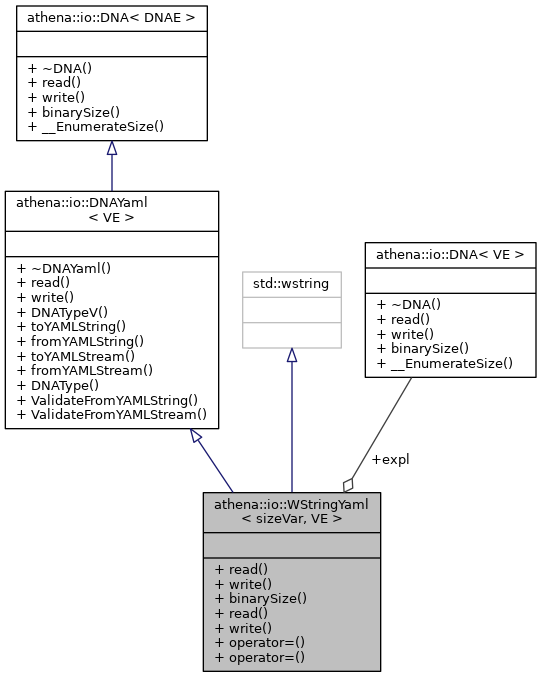 athena::io::DNA< DNAE >
+ ~DNA()
+ read()
+ write()
+ binarySize()
+ __EnumerateSize()
athena::io::DNAYaml
< VE >
+ ~DNAYaml()
+ read()
+ write()
+ DNATypeV()
+ toYAMLString()
+ fromYAMLString()
+ toYAMLStream()
+ fromYAMLStream()
+ DNAType()
+ ValidateFromYAMLString()
+ ValidateFromYAMLStream()
std::wstring
athena::io::DNA< VE >
+ ~DNA()
+ read()
+ write()
+ binarySize()
+ __EnumerateSize()
+expl
athena::io::WStringYaml
< sizeVar, VE >
+ read()
+ write()
+ binarySize()
+ read()
+ write()
+ operator=()
+ operator=()